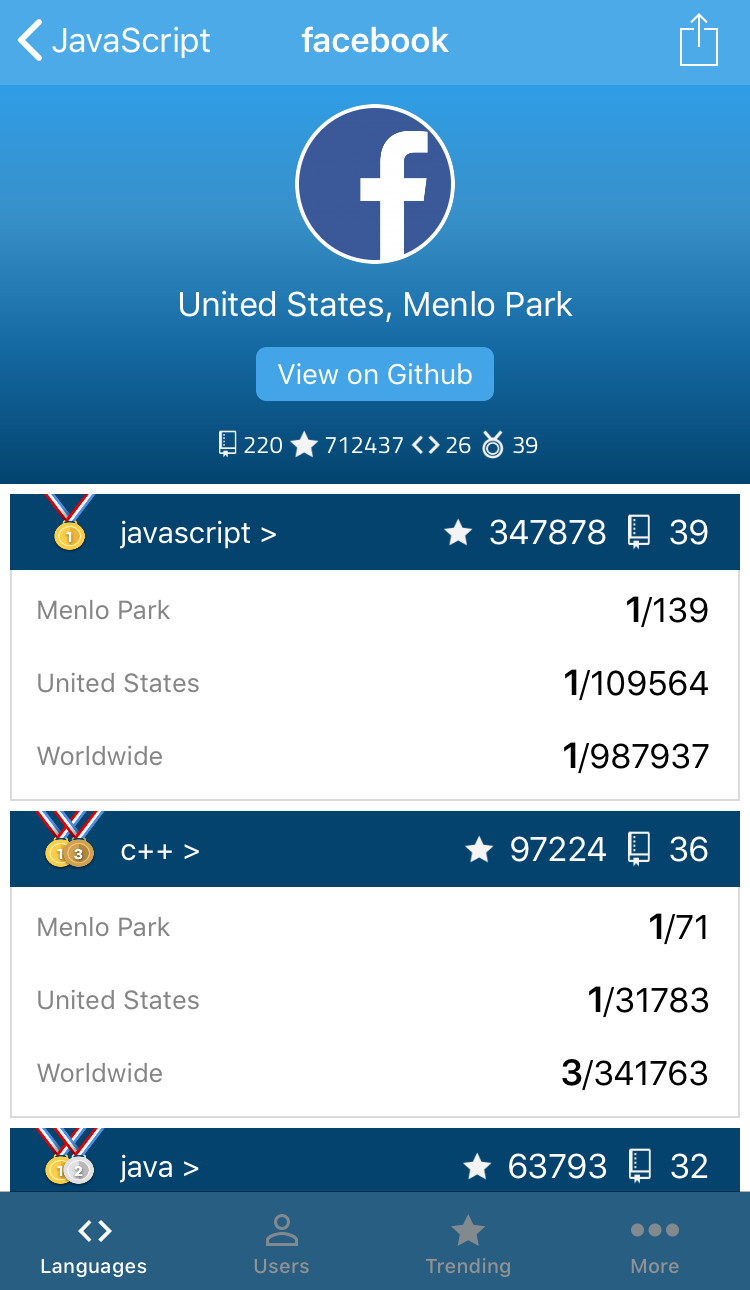 JavaScript facebook
f
United States, Menlo Park
View on Github
220 712437 26 39
1 javascript > 347878 39
Menlo Park 1/139
United States 1/109564
Worldwide 1/987937
1 3 c++ > 97224 36
Menlo Park 1/71
United States 1/31783
Worldwide 3/341763
1 2 java > 63793 32
Languages Users Trending More